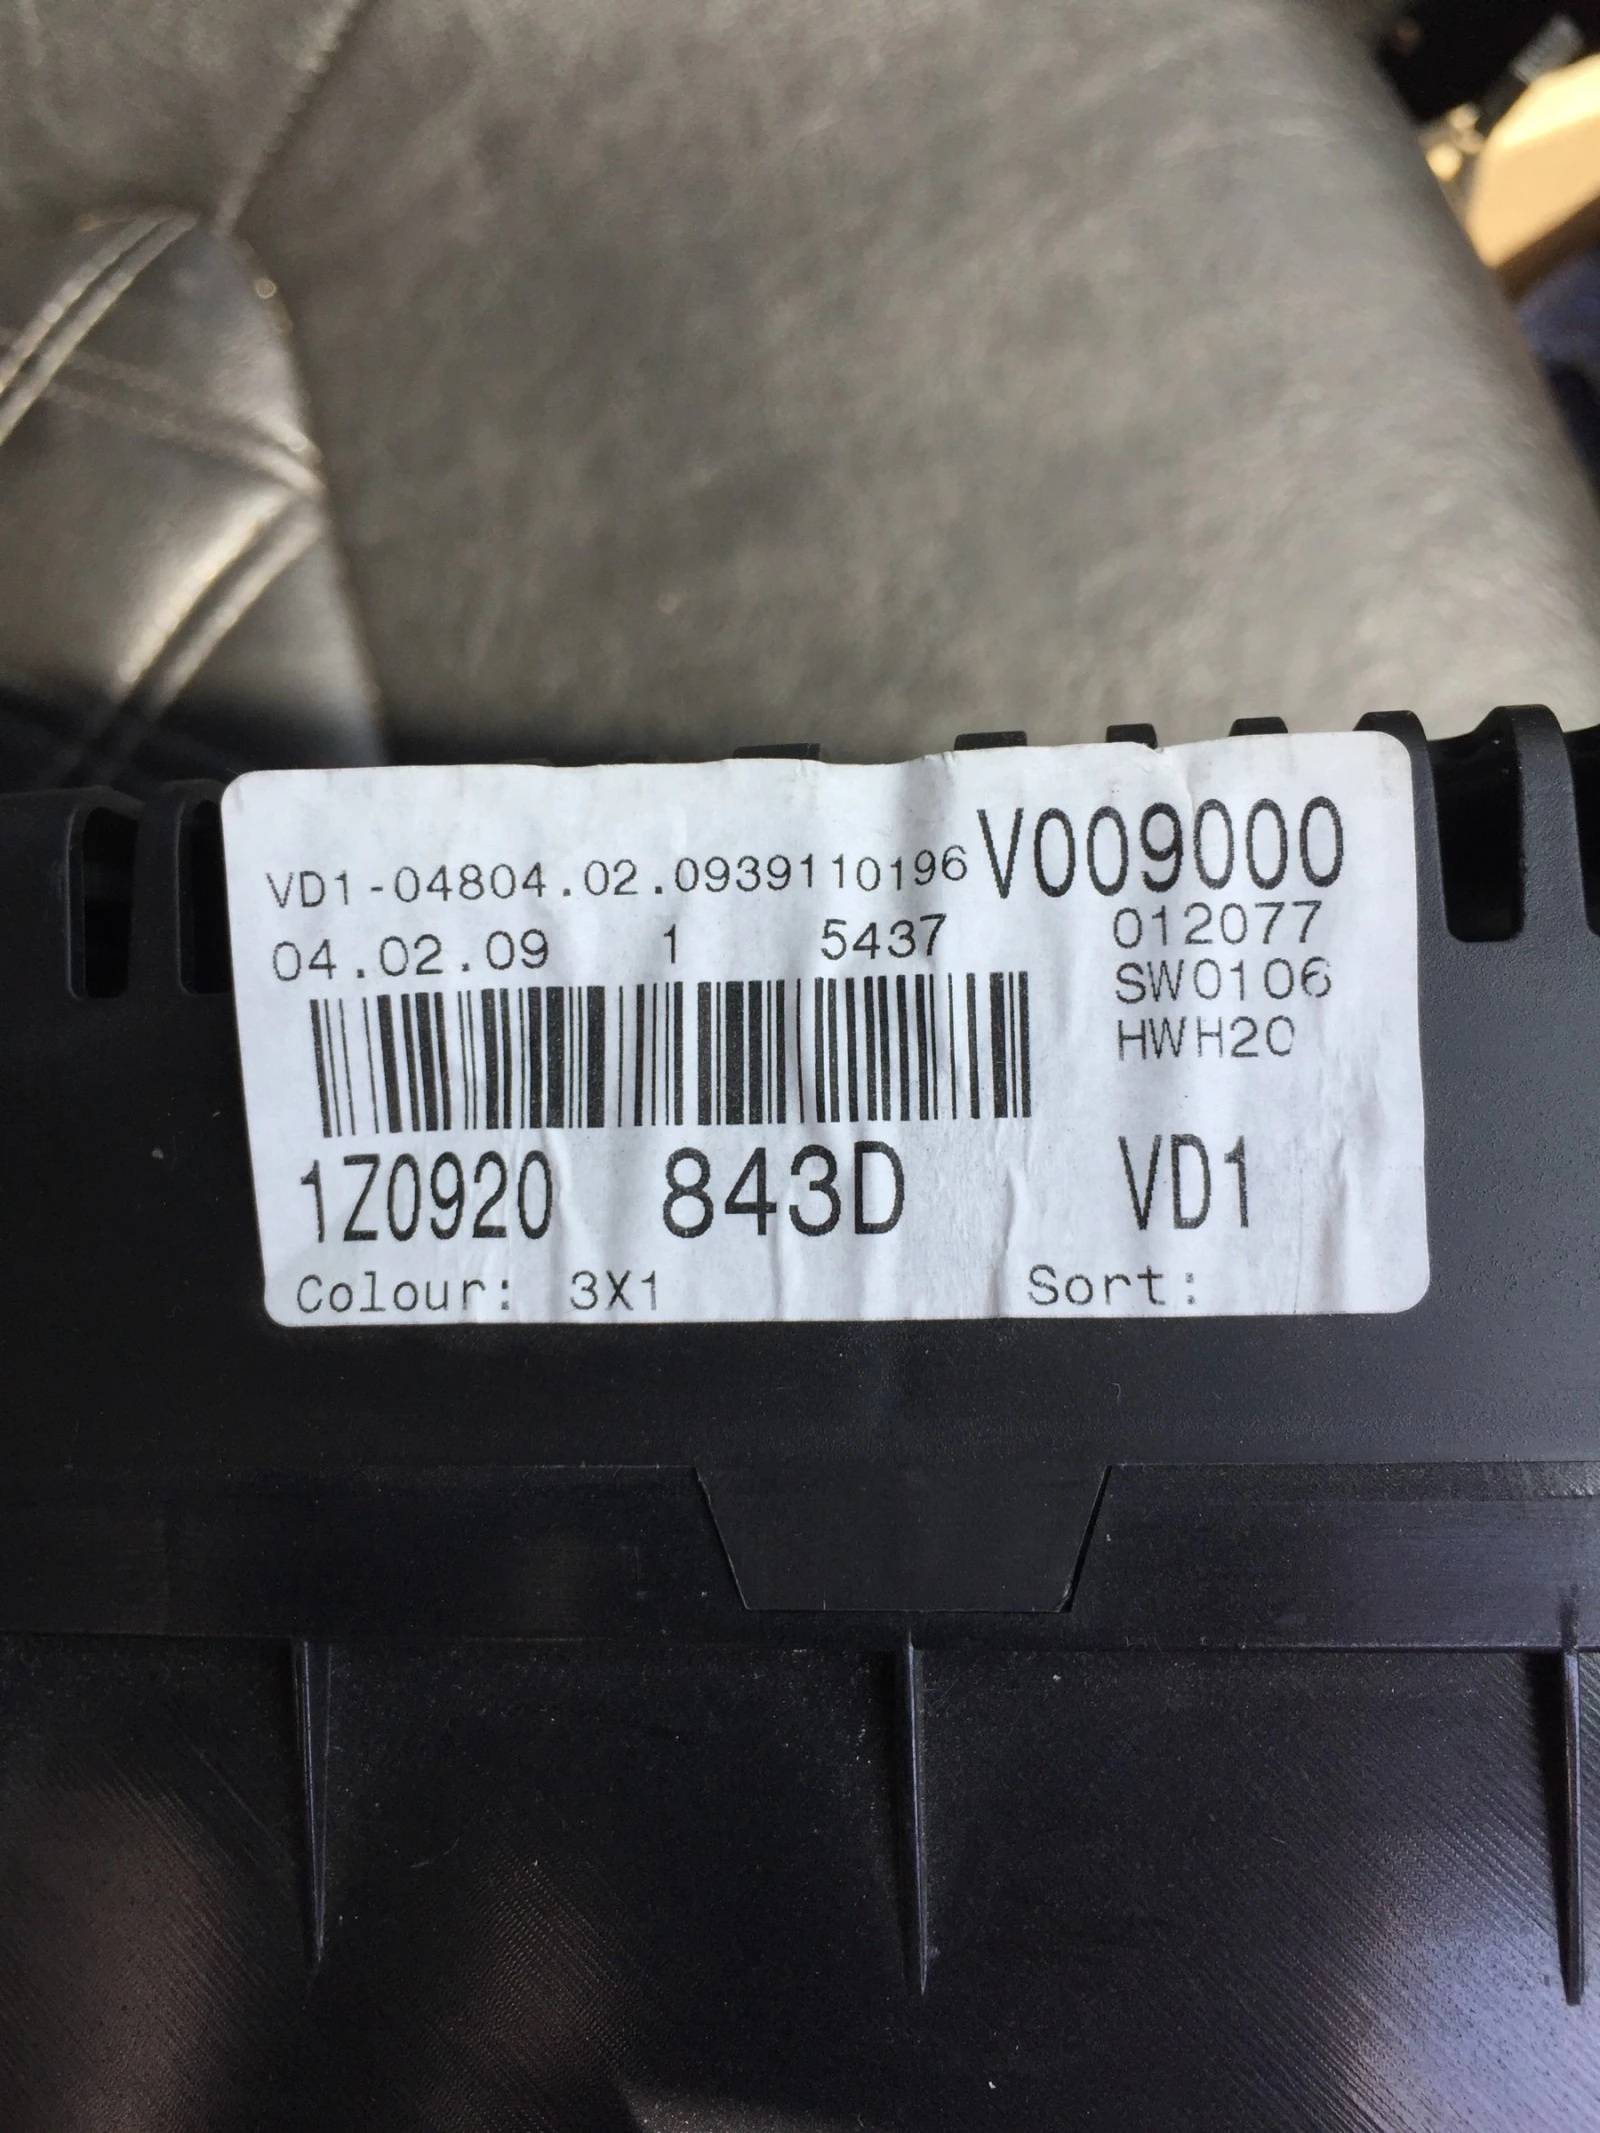 VD1-04804.02.0939110196 V009000
04.02.09 1 5437 012077
SW0106
HWH20
1Z0920 843D VD1
Colour: 3X1 Sort: